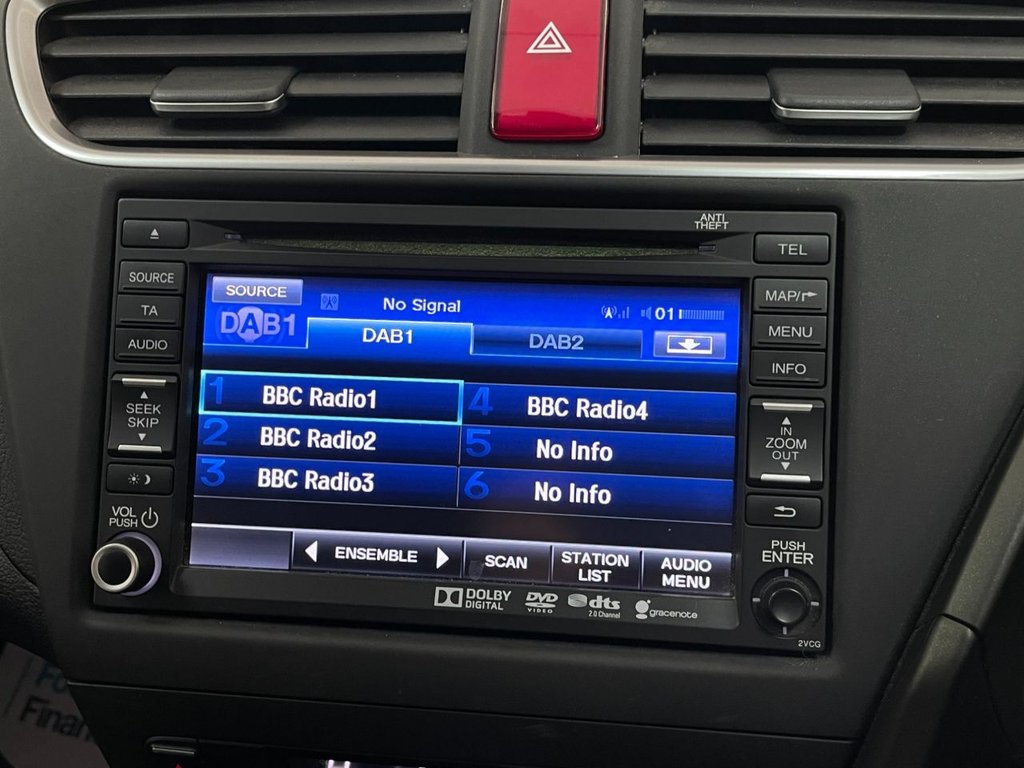 ANTI
THEFT
TEL
SOURCE
TA
AUDIO
SEEK
SKIP
VOL
PUSH
SOURCE
No Signal
01
DAB1
DAB1
DAB2
1 BBC Radio1
4 BBC Radio4
2 BBC Radio2
5 No Info
3 BBC Radio3
6 No Info
ENSEMBLE
SCAN
STATION
LIST
AUDIO
MENU
MAP/
MENU
INFO
IN
ZOOM
OUT
PUSH
ENTER
DOLBY
DIGITAL
DVD
VIDEO
dts
2.0 Channel
gracenote
2VCG